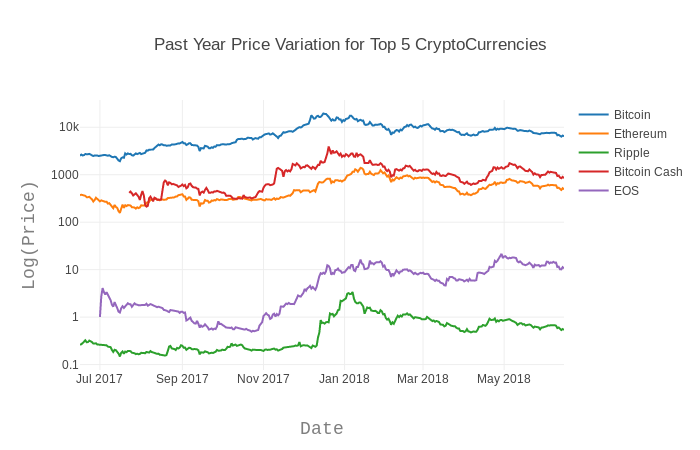 Past Year Price Variation for Top 5 CryptoCurrencies
Bitcoin
Ethereum
Ripple
Bitcoin Cash
EOS
Log(Price)
10k
1000
100
10
1
0.1
Jul 2017 Sep 2017 Nov 2017 Jan 2018 Mar 2018 May 2018
Date